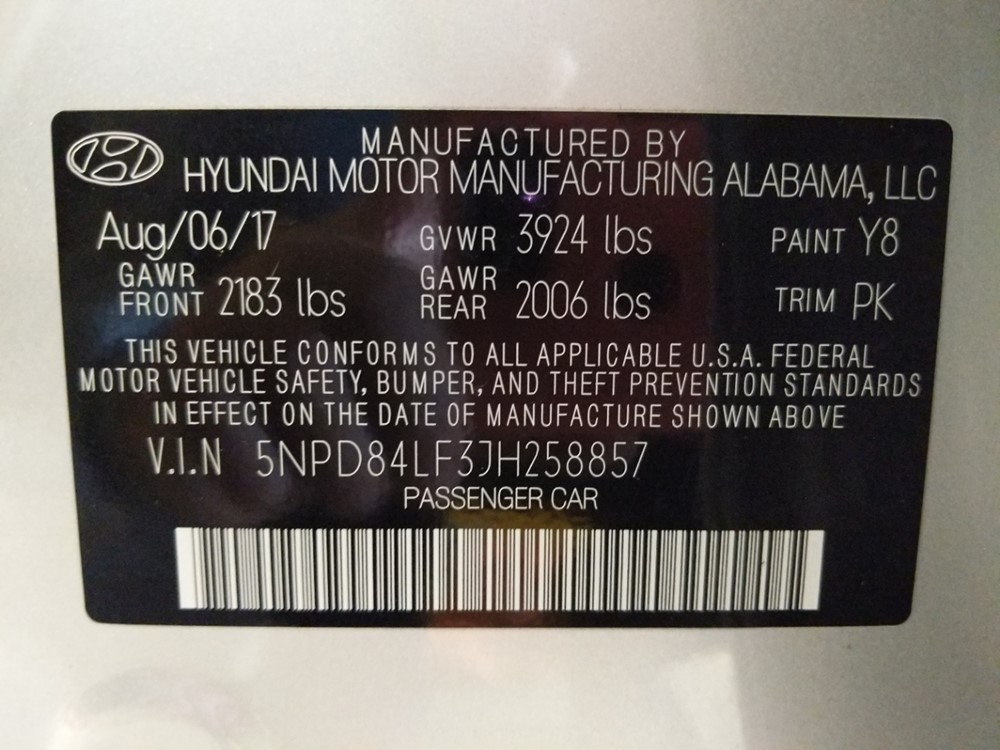 MANUFACTURED BY
HYUNDAI MOTOR MANUFACTURING ALABAMA, LLC
Aug/06/17 GVWR 3924 lbs PAINT Y8
GAWR FRONT 2183 lbs GAWR REAR 2006 lbs TRIM PK
THIS VEHICLE CONFORMS TO ALL APPLICABLE U.S.A. FEDERAL
MOTOR VEHICLE SAFETY, BUMPER, AND THEFT PREVENTION STANDARDS
IN EFFECT ON THE DATE OF MANUFACTURE SHOWN ABOVE
V.I.N 5NPD84LF3JH258857
PASSENGER CAR